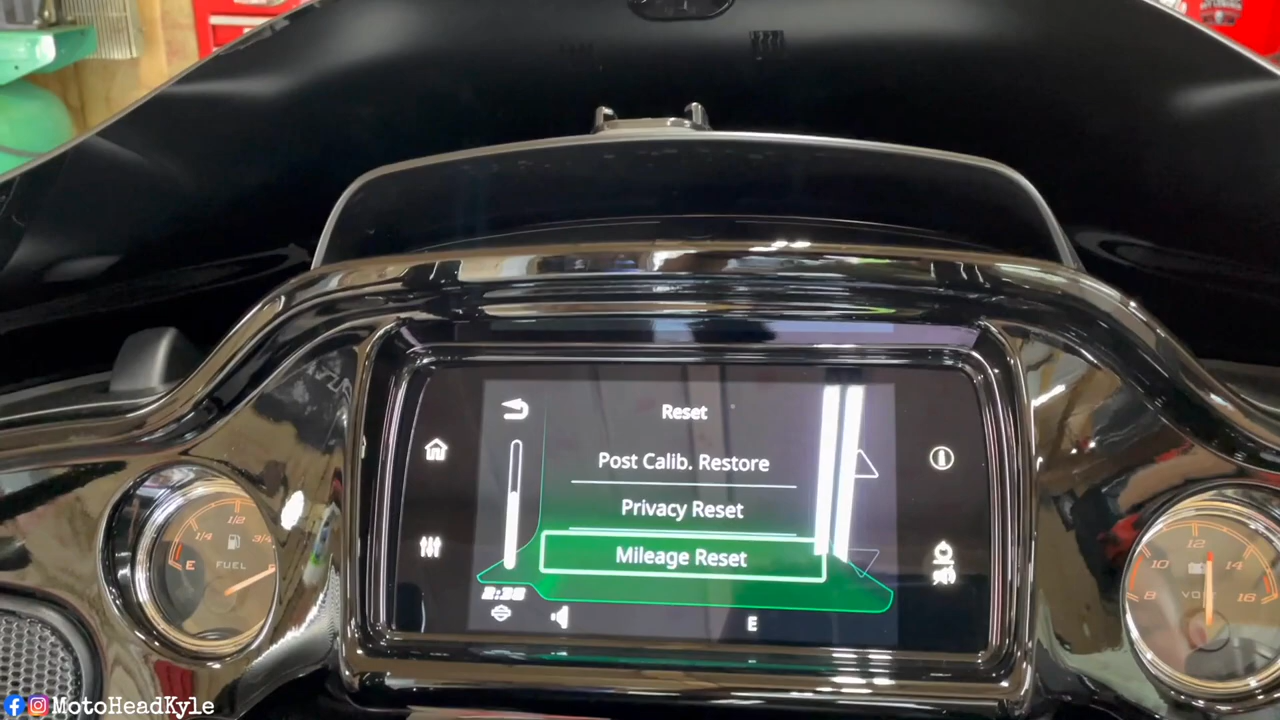 Reset
Post Calib. Restore
Privacy Reset
Mileage Reset
E
1/4
1/2
3/4
E
FUEL
8
10
12
14
16
MotoHeadKyle